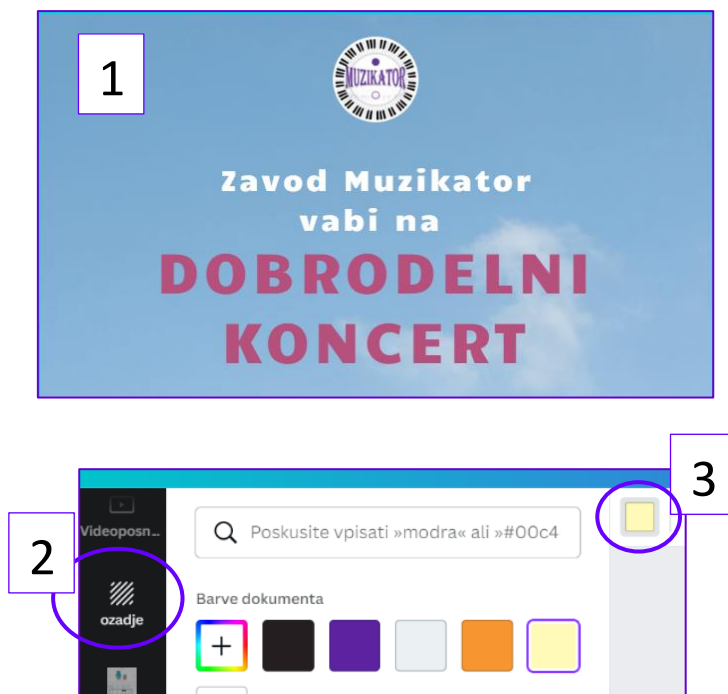 1
MUZIKATOR
Zavod Muzikator
vabi na
DOBRODELNI
KONCERT
3
Videoposn...
Poskusite vpisati »modra« ali »#00c4
2
ozadje
Barve dokumenta
+